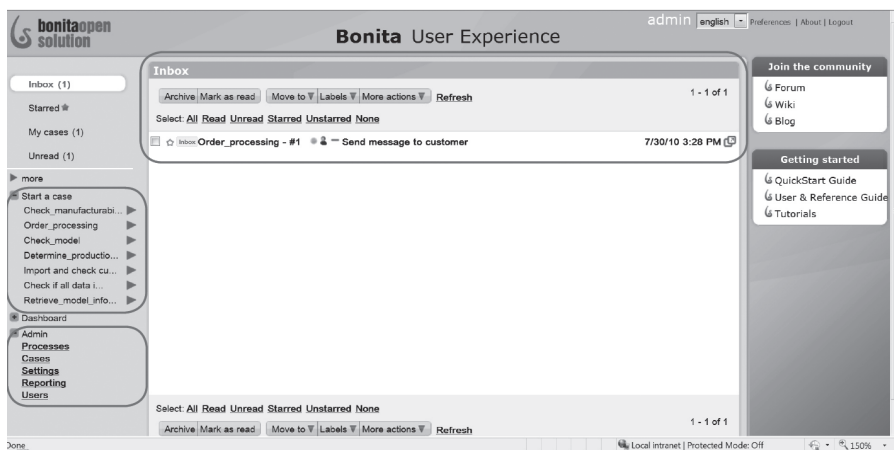 bonitaopen
solution
Bonita User Experience
admin english Preferences | About | Logout
Inbox (1)
Starred
My cases (1)
Unread (1)
more
Start a case
Check_manufacturabi...
Order_processing
Check_model
Determine_productio...
Import and check cu...
Check if all data i...
Retrieve_model_info...
Dashboard
Admin
Processes
Cases
Settings
Reporting
Users
Inbox
Archive Mark as read Move to Labels More actions Refresh 1 - 1 of 1
Select: All Read Unread Starred Unstarred None
Inbox Order_processing - #1 Send message to customer 7/30/10 3:28 PM
Select: All Read Unread Starred Unstarred None
Archive Mark as read Move to Labels More actions Refresh 1 - 1 of 1
Join the community
Forum
Wiki
Blog
Getting started
QuickStart Guide
User & Reference Guide
Tutorials
Done Local intranet | Protected Mode: Off 150%